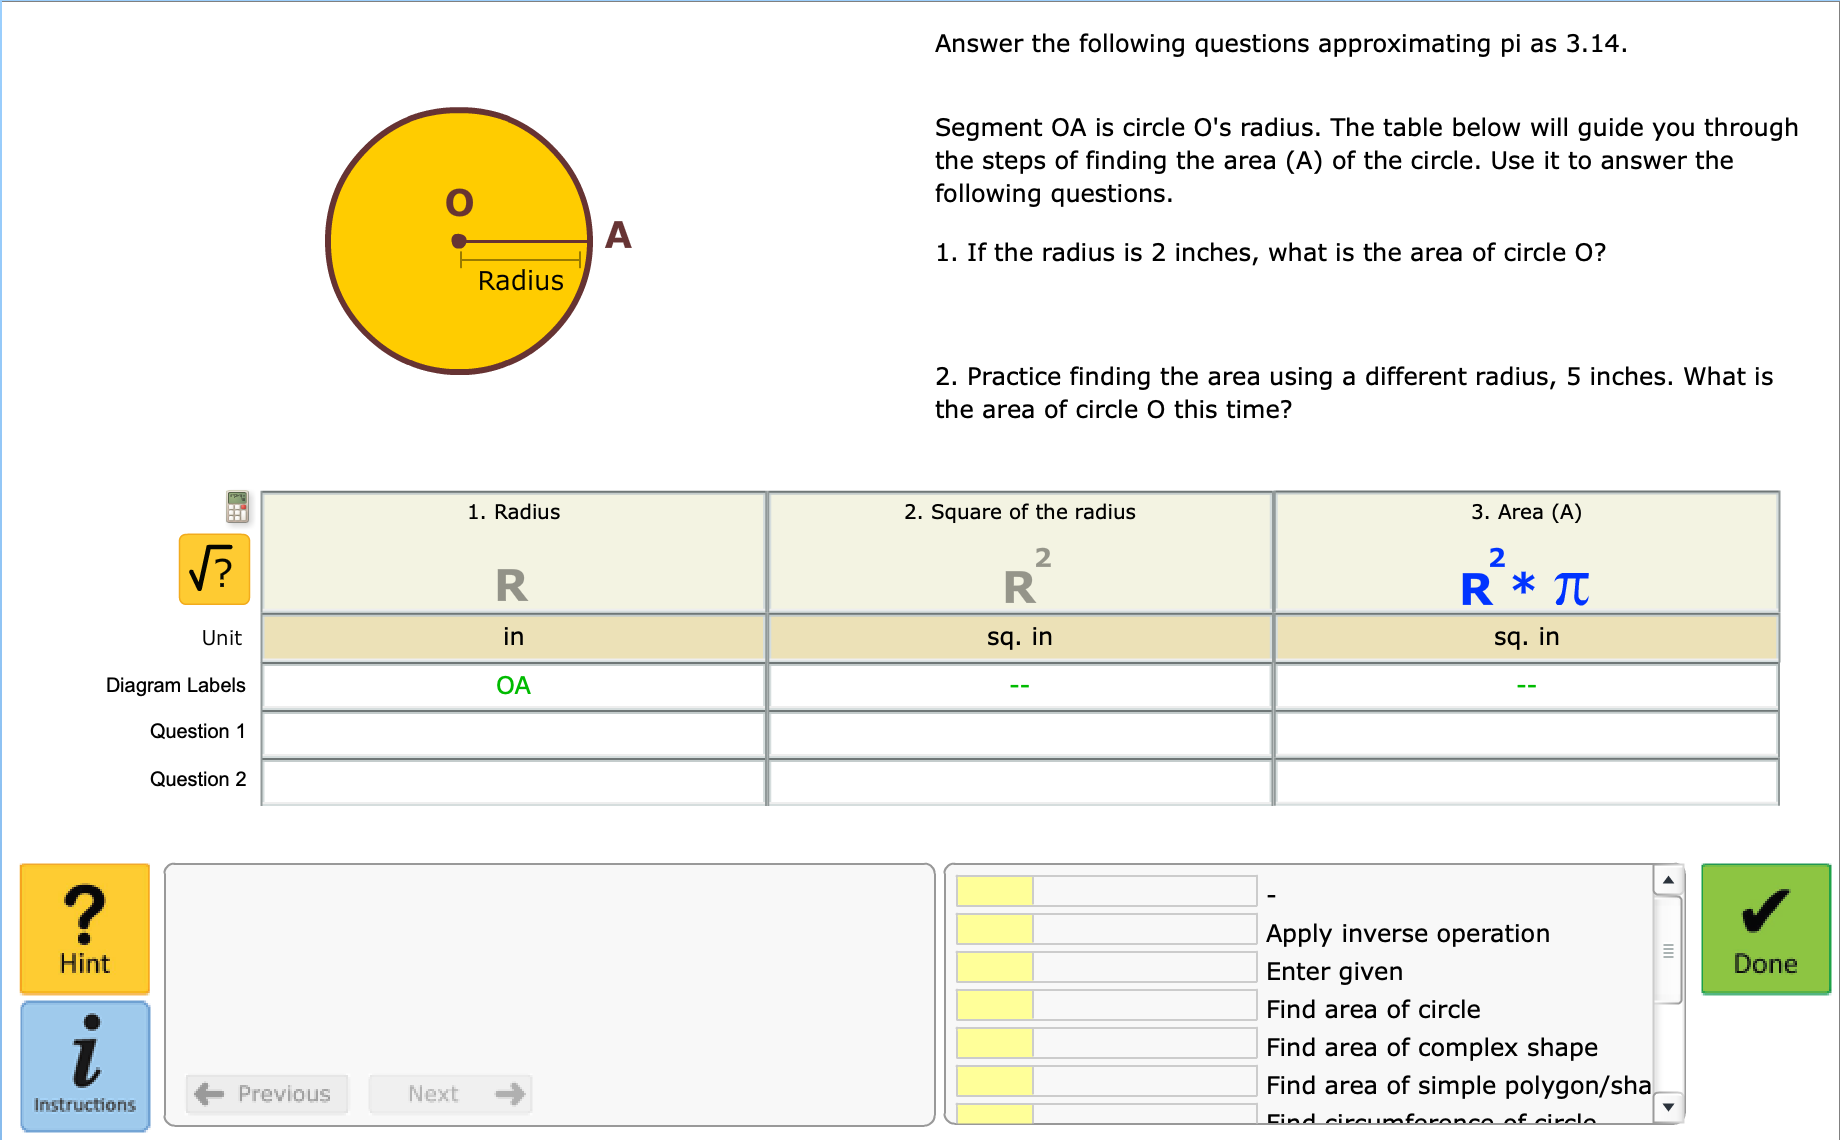 Answer the following questions approximating pi as 3.14.
Segment OA is circle O's radius. The table below will guide you through
the steps of finding the area (A) of the circle. Use it to answer the
following questions.
1. If the radius is 2 inches, what is the area of circle O?
2. Practice finding the area using a different radius, 5 inches. What is
the area of circle O this time?
O
A
Radius
1. Radius
2. Square of the radius
3. Area (A)
√?
R
R²
R² * π
Unit
in
sq. in
sq. in
Diagram Labels
OA
--
--
Question 1
Question 2
?
Hint
i
Instructions
Previous
Next
-
Apply inverse operation
Enter given
Find area of circle
Find area of complex shape
Find area of simple polygon/sha
Find circumference of circle
Done